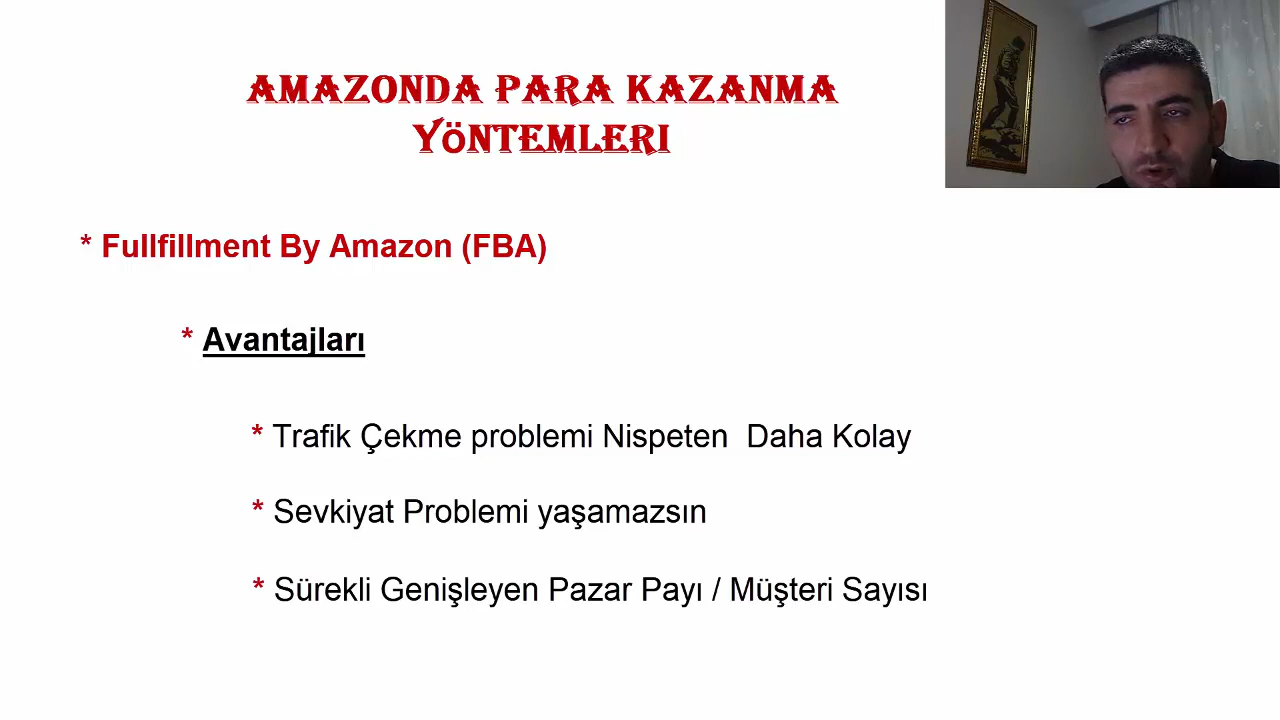 AMAZONDA PARA KAZANMA
YÖNTEMLERI
* Fullfillment By Amazon (FBA)
* Avantajları
* Trafik Çekme problemi Nispeten  Daha Kolay
* Sevkiyat Problemi yaşamazsın
* Sürekli Genişleyen Pazar Payı / Müşteri Sayısı